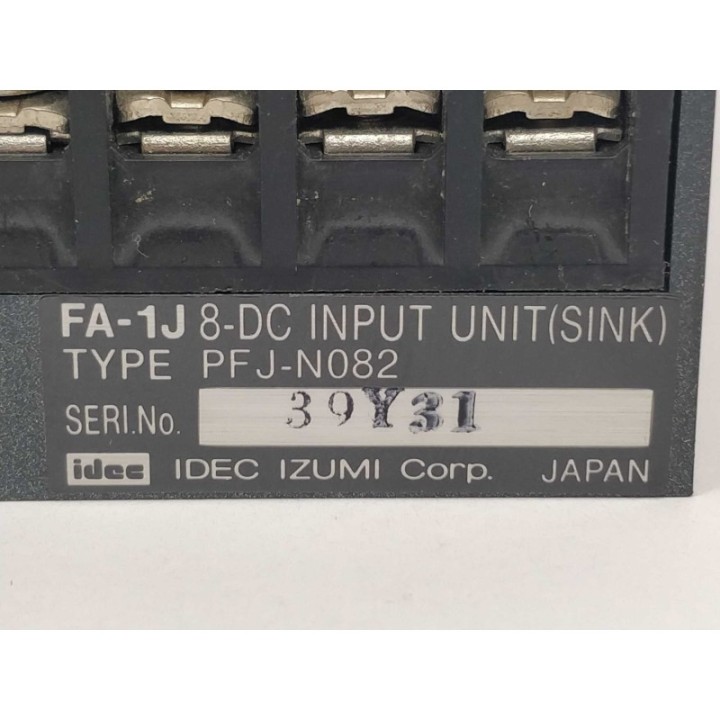 FA-1J 8-DC INPUT UNIT(SINK)
TYPE PFJ-N082
SERI.No. 39Y31
idec IDEC IZUMI Corp. JAPAN